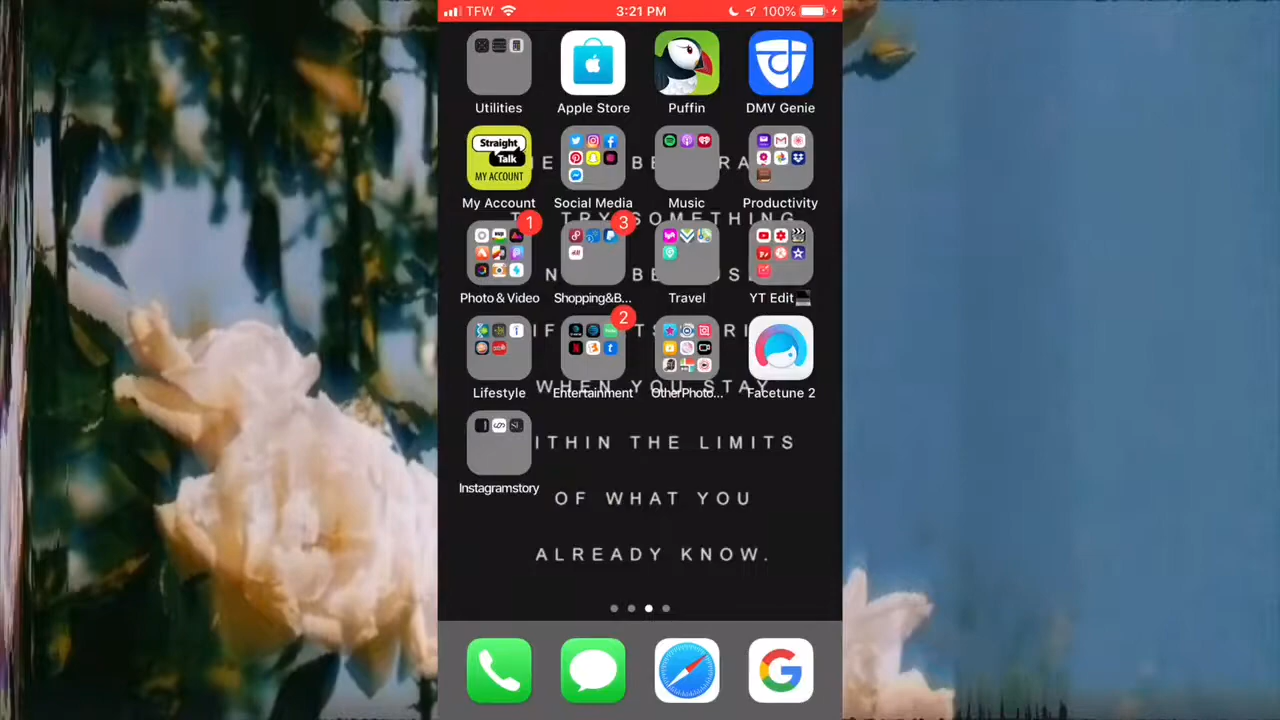 TFW 3:21 PM 100%
Utilities Apple Store Puffin DMV Genie
Straight
Talk
MY ACCOUNT
My Account Social Media Music Productivity
TRY SOMETHING
1 3
Photo & Video Shopping&B... Travel YT Edit
2
Lifestyle Entertainment OtherPhoto... Facetune 2
WHEN YOU STAY
ITHIN THE LIMITS
Instagramstory
OF WHAT YOU
ALREADY KNOW.